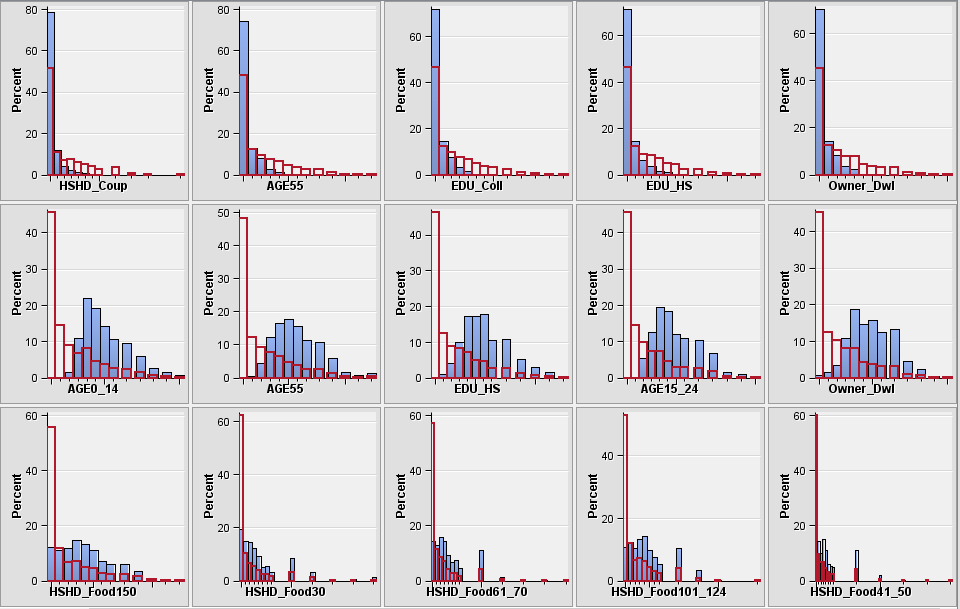 Percent 80 60 40 20 0 HSHD_Coup
Percent 80 60 40 20 0 AGE55
Percent 60 40 20 0 EDU_Coll
Percent 60 40 20 0 EDU_HS
Percent 60 40 20 0 Owner_Dwl
Percent 40 30 20 10 0 AGE0_14
Percent 50 40 30 20 10 0 AGE55
Percent 40 30 20 10 0 EDU_HS
Percent 40 30 20 10 0 AGE15_24
Percent 40 30 20 10 0 Owner_Dwl
Percent 60 40 20 0 HSHD_Food150
Percent 60 40 20 0 HSHD_Food30
Percent 60 40 20 0 HSHD_Food61_70
Percent 40 20 0 HSHD_Food101_124
Percent 60 40 20 0 HSHD_Food41_50